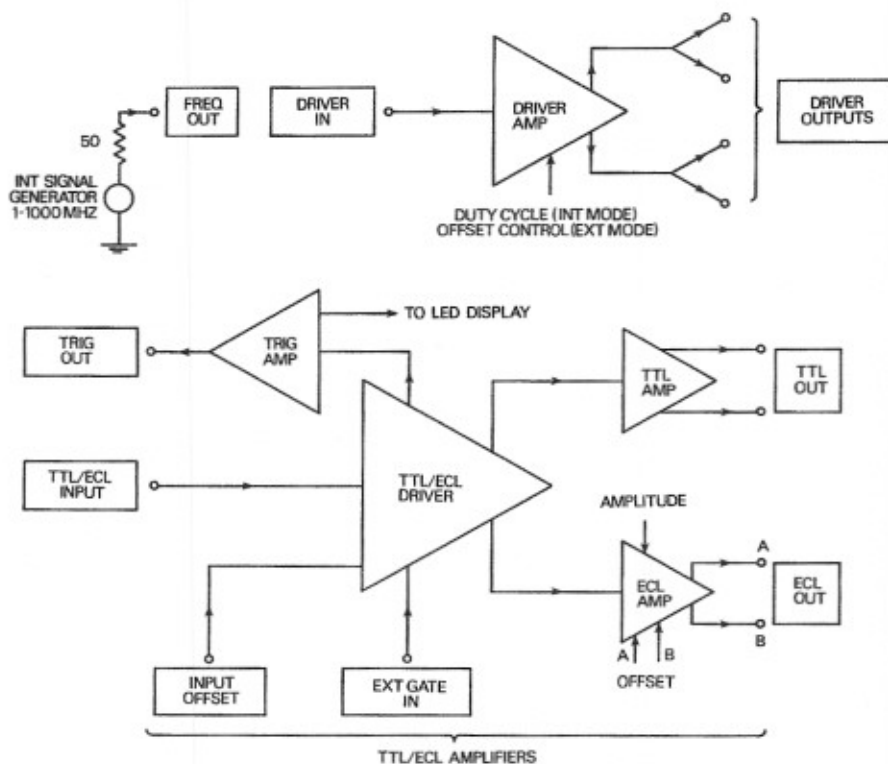 FREQ
OUT
DRIVER
IN
DRIVER
AMP
DRIVER
OUTPUTS
50
INT SIGNAL
GENERATOR
1-1000 MHZ
DUTY CYCLE (INT MODE)
OFFSET CONTROL (EXT MODE)
TO LED DISPLAY
TRIG
OUT
TRIG
AMP
TTL
AMP
TTL
OUT
TTL/ECL
INPUT
TTL/ECL
DRIVER
AMPLITUDE
A
ECL
AMP
ECL
OUT
B
A
B
OFFSET
INPUT
OFFSET
EXT GATE
IN
TTL/ECL AMPLIFIERS